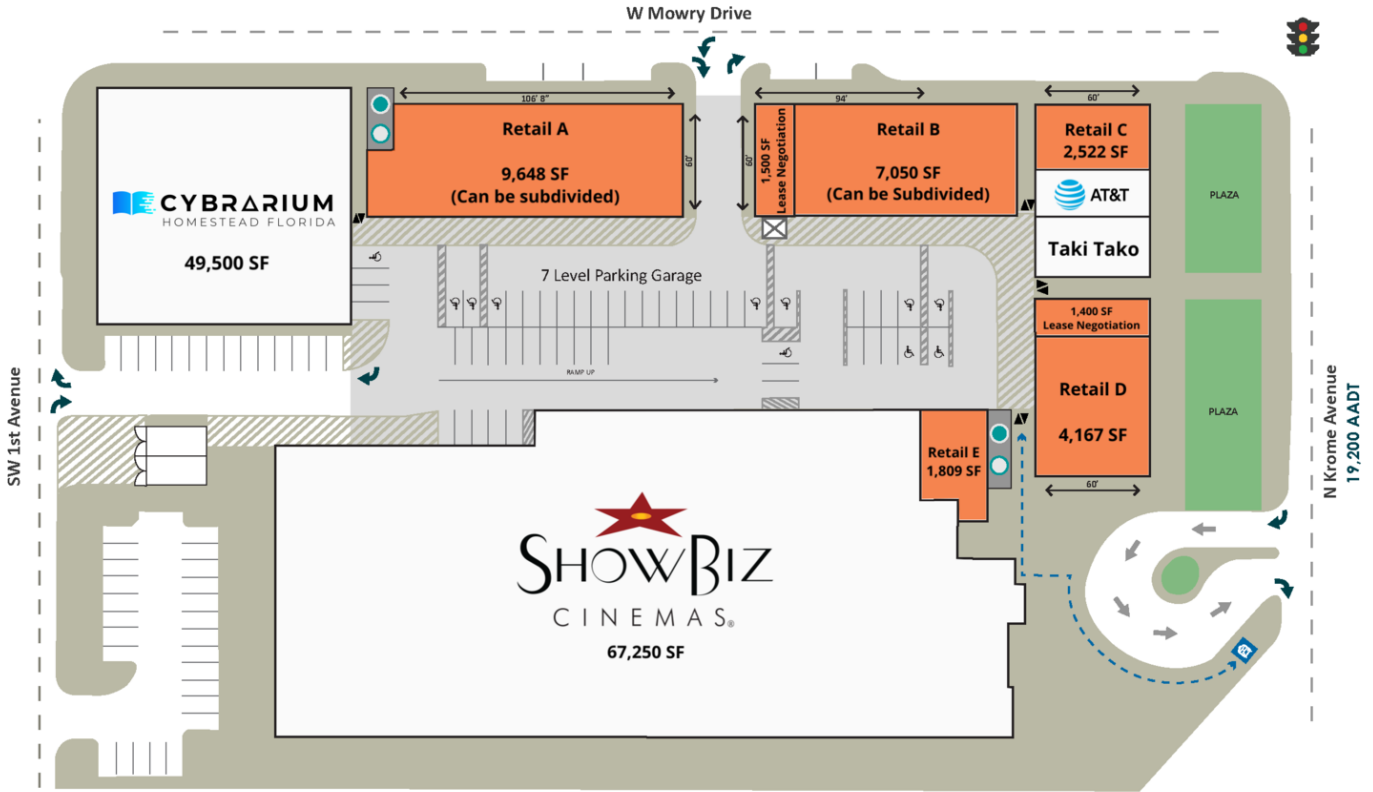 W Mowry Drive
106' 8"
94'
60'
Retail A
9,648 SF
(Can be subdivided)
60'
60'
1,500 SF
Lease Negotiation
Retail B
7,050 SF
(Can be Subdivided)
Retail C
2,522 SF
AT&T
Taki Tako
PLAZA
CYBRARIUM
HOMESTEAD FLORIDA
49,500 SF
7 Level Parking Garage
RAMP UP
1,400 SF
Lease Negotiation
Retail D
4,167 SF
60'
PLAZA
SW 1st Avenue
N Krome Avenue
19,200 AADT
Retail E
1,809 SF
SHOWBIZ
CINEMAS®
67,250 SF